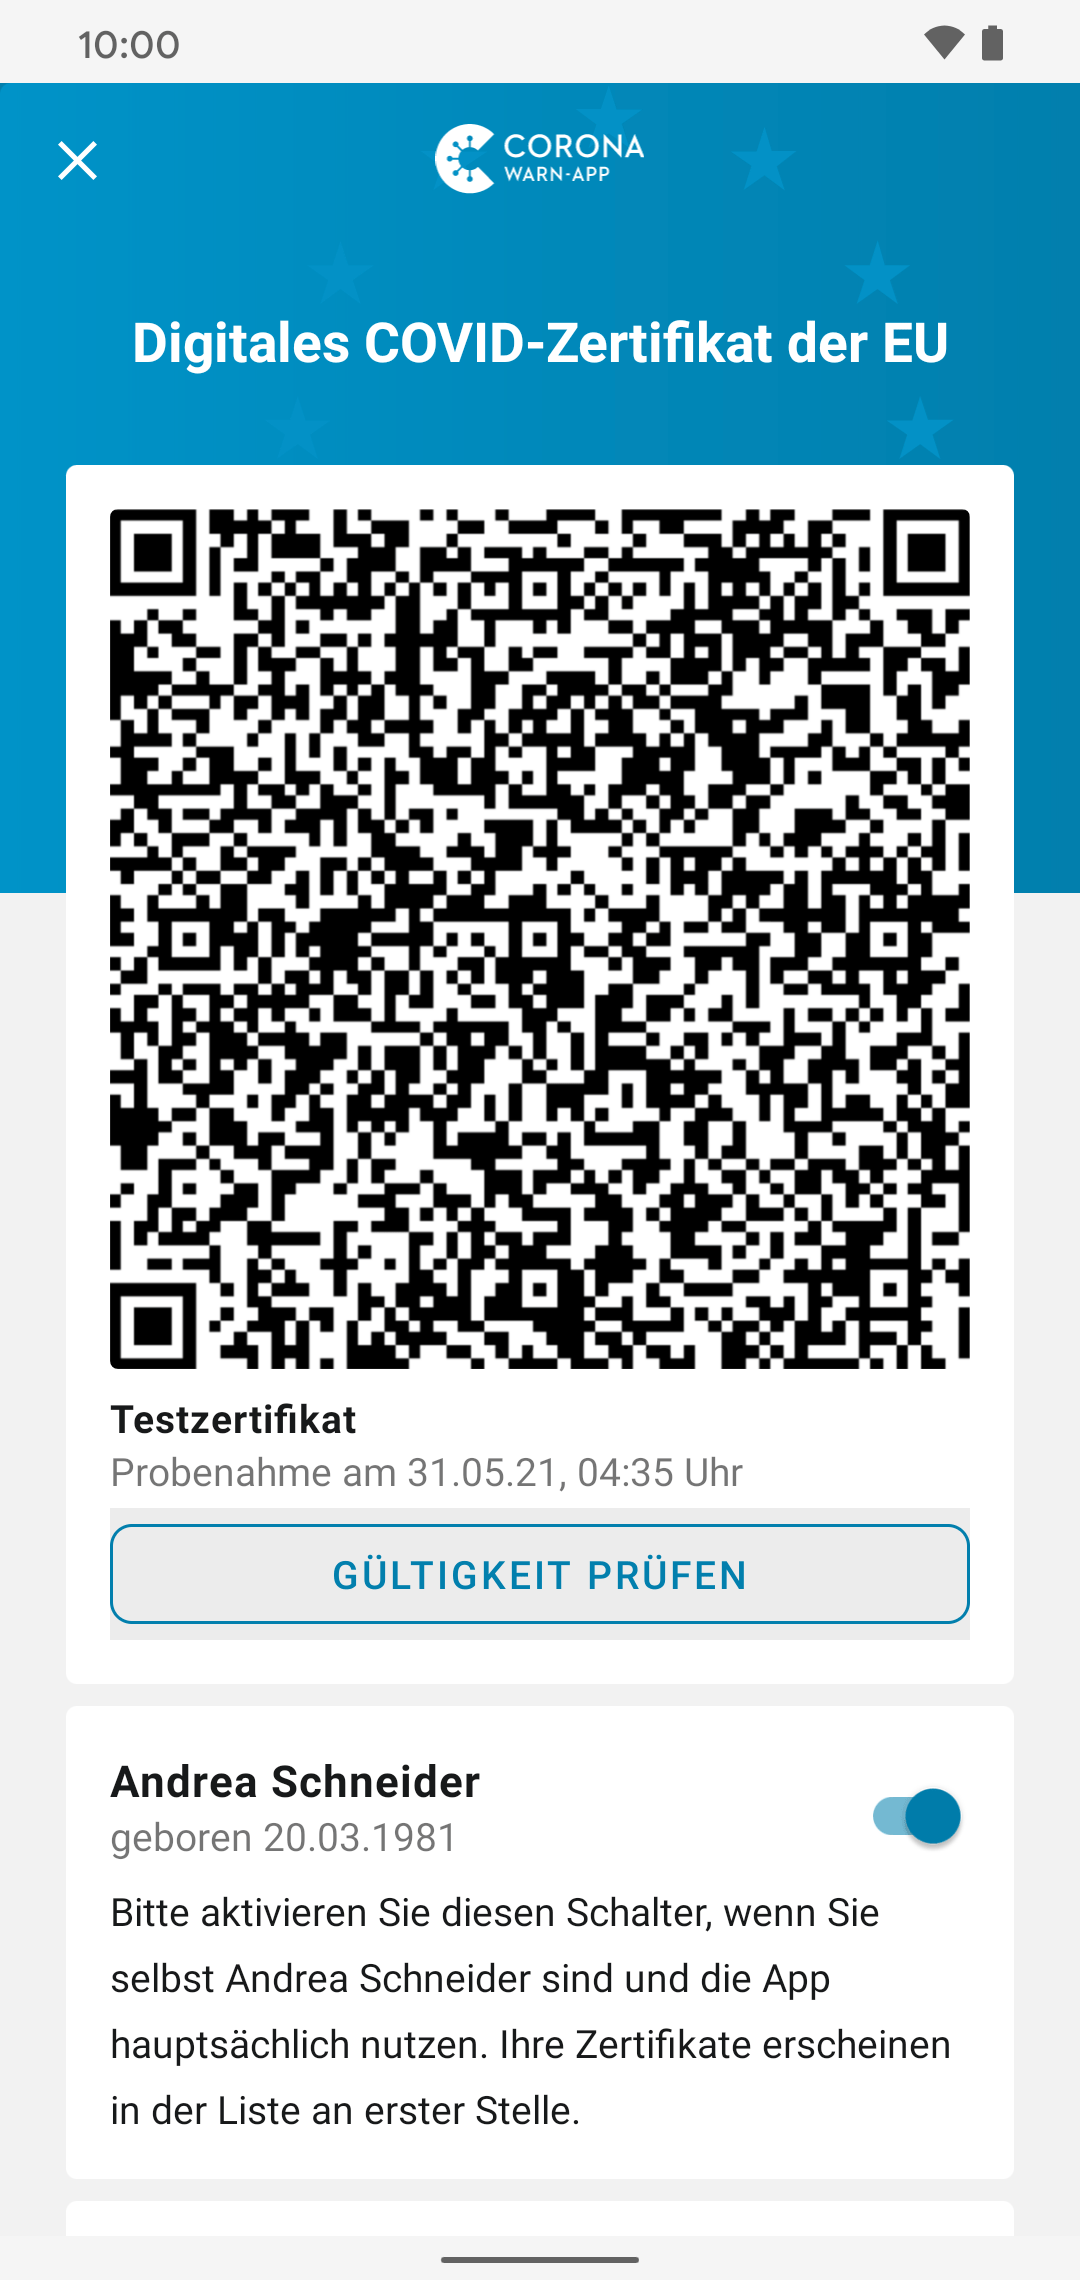 10:00
CORONA
WARN-APP
Digitales COVID-Zertifikat der EU
Testzertifikat
Probenahme am 31.05.21, 04:35 Uhr
GÜLTIGKEIT PRÜFEN
Andrea Schneider
geboren 20.03.1981
Bitte aktivieren Sie diesen Schalter, wenn Sie
selbst Andrea Schneider sind und die App
hauptsächlich nutzen. Ihre Zertifikate erscheinen
in der Liste an erster Stelle.